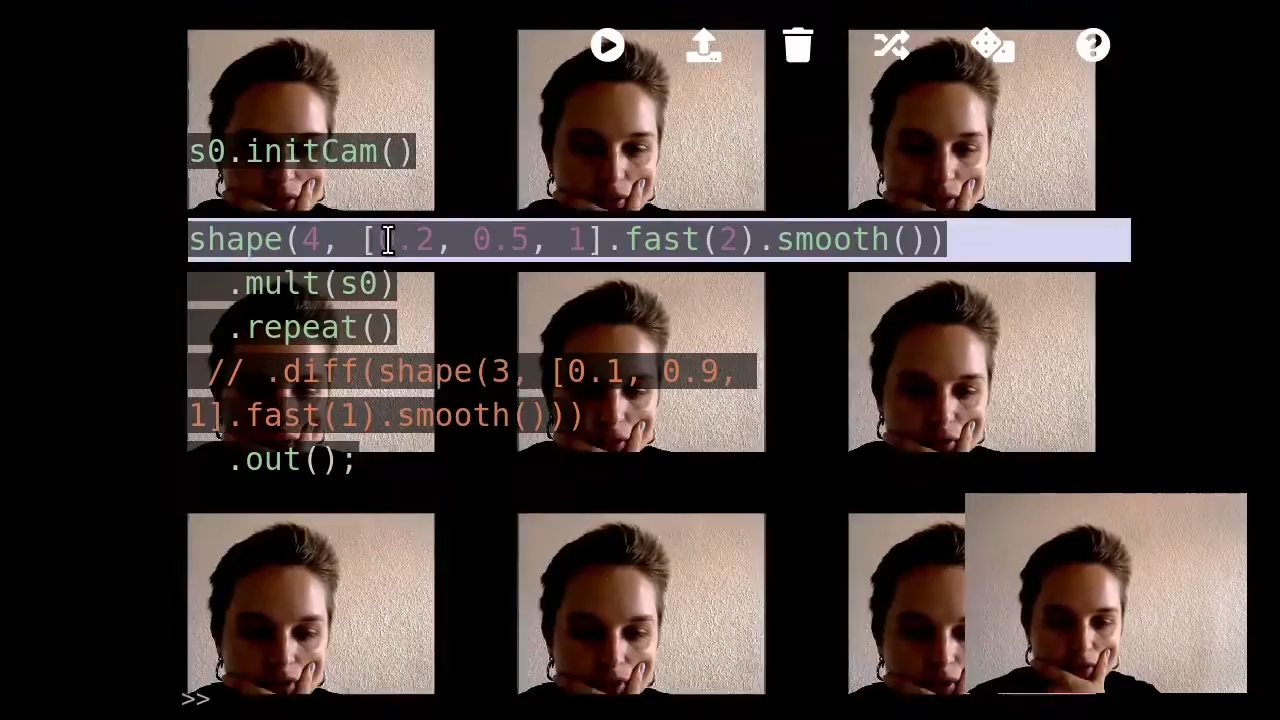 s0.initCam()
shape(4, [.2, 0.5, 1].fast(2).smooth())
.mult(s0)
.repeat()
// .diff(shape(3, [0.1, 0.9,
1].fast(1).smooth()))
.out();
>>